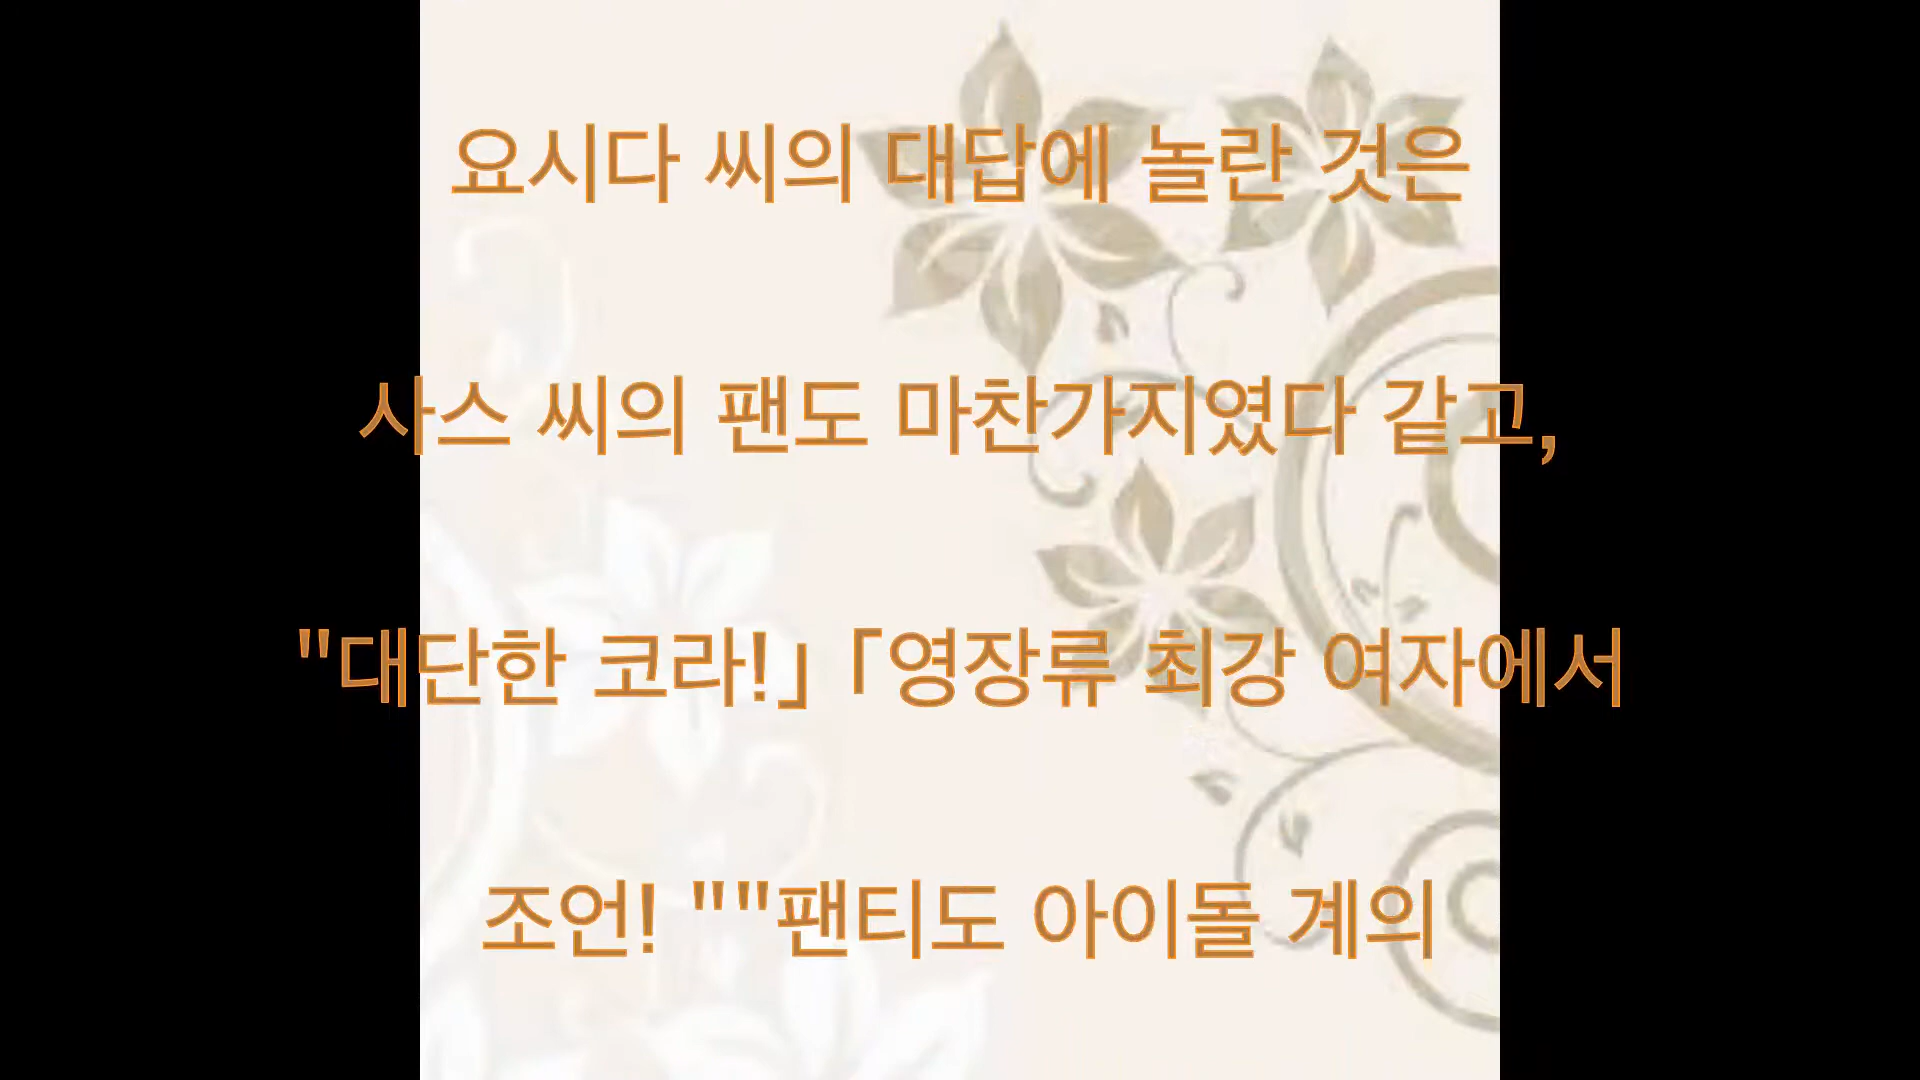 요시다 씨의 대답에 놀란 것은
사스 씨의 팬도 마찬가지였다 같고,
"대단한 코라!」「영장류 최강 여자에서
조언! ""팬티도 아이돌 계의